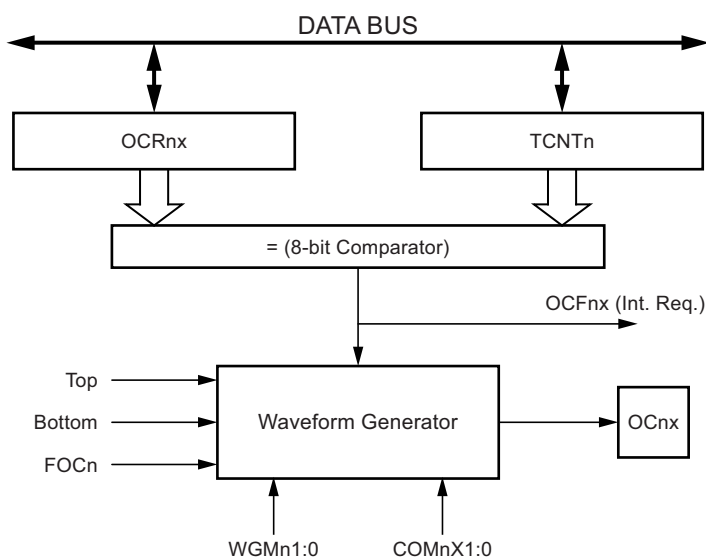 DATA BUS
OCRnx
TCNTn
= (8-bit Comparator)
OCFnx (Int. Req.)
Top
Bottom
FOCn
Waveform Generator
OCnx
WGMn1:0
COMnX1:0